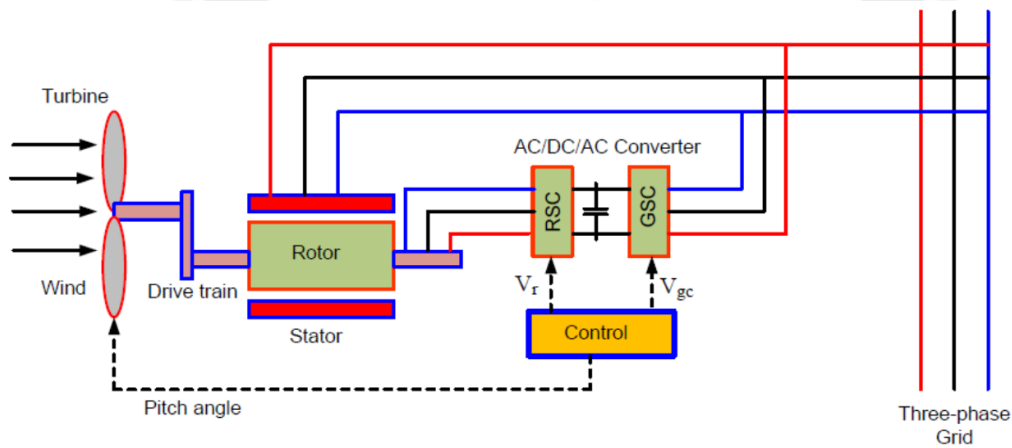 Turbine
AC/DC/AC Converter
RSC
GSC
Rotor
Wind
Drive train
V_r
V_gc
Stator
Control
Pitch angle
Three-phase
Grid